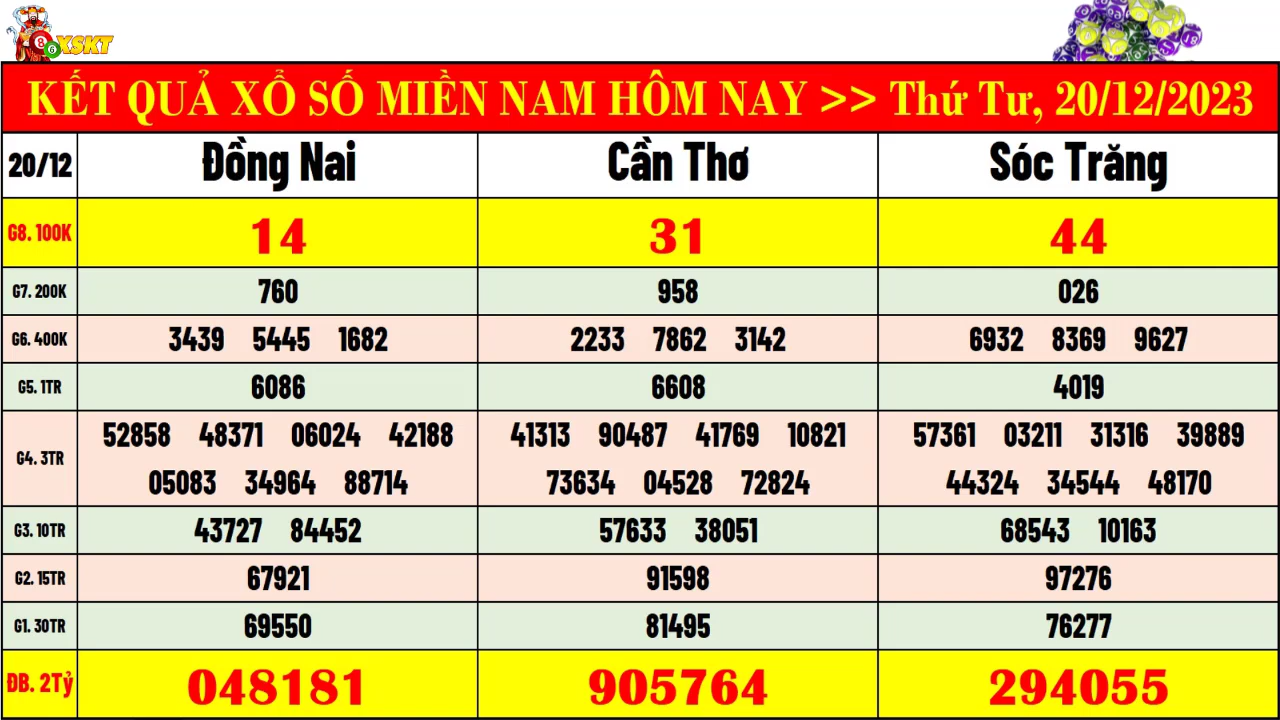 XSKT
8
6
KẾT QUẢ XỔ SỐ MIỀN NAM HÔM NAY >> Thứ Tư, 20/12/2023
20/12 Đồng Nai Cần Thơ Sóc Trăng
G8. 100K 14 31 44
G7. 200K 760 958 026
G6. 400K 3439 5445 1682 2233 7862 3142 6932 8369 9627
G5. 1TR 6086 6608 4019
G4. 3TR 52858 48371 06024 42188 41313 90487 41769 10821 57361 03211 31316 39889
05083 34964 88714 73634 04528 72824 44324 34544 48170
G3. 10TR 43727 84452 57633 38051 68543 10163
G2. 15TR 67921 91598 97276
G1. 30TR 69550 81495 76277
ĐB. 2Tỷ 048181 905764 294055